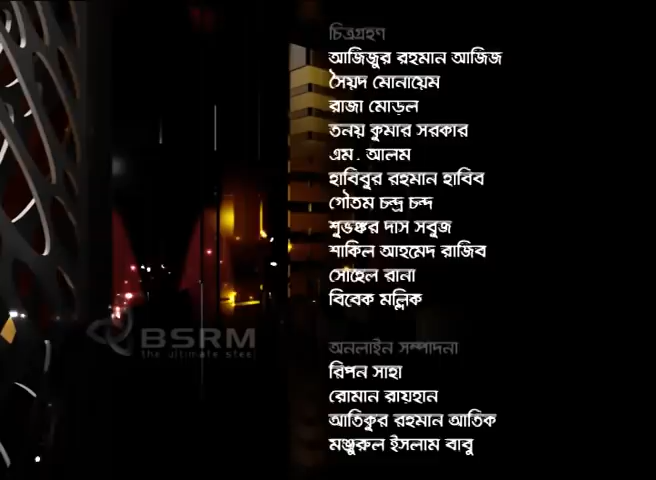 চিত্রগ্রহণ
আজিজুর রহমান আজিজ
সৈয়দ মোনায়েম
রাজা মোড়ল
তনয় কুমার সরকার
এম. আলম
হাবিবুর রহমান হাবিব
গৌতম চন্দ্র চন্দ
শুভঙ্কর দাস সবুজ
শাকিল আহমেদ রাজিব
সোহেল রানা
বিবেক মল্লিক
BSRM
the ultimate steel
অনলাইন সম্পাদনা
রিপন সাহা
রোমান রায়হান
আতিকুর রহমান আতিক
মঞ্জুরুল ইসলাম বাবু